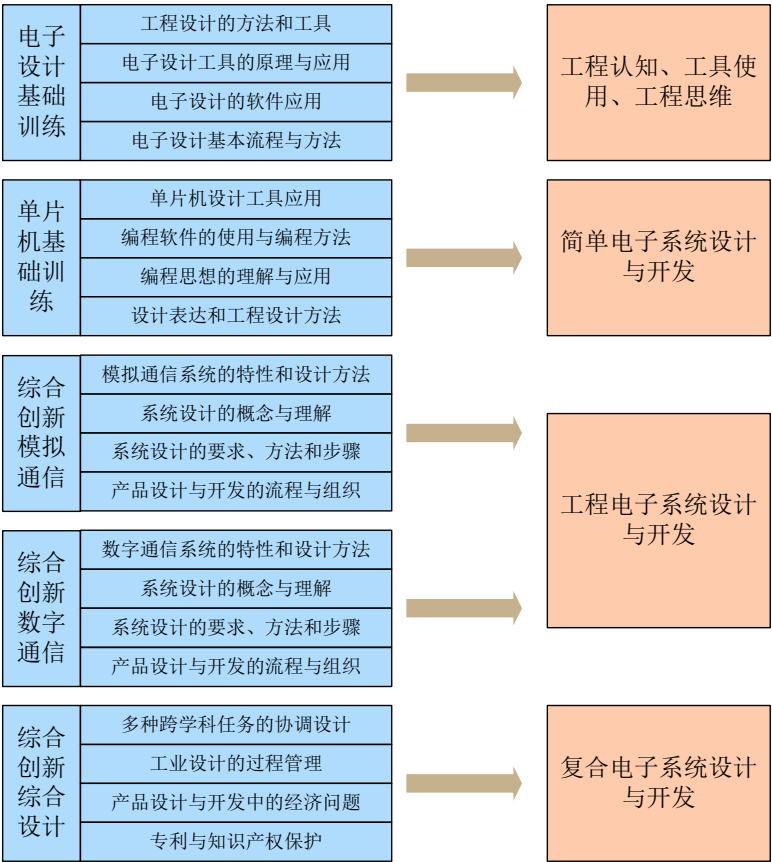 电子
设计
基础
训练
工程设计的方法和工具
电子设计工具的原理与应用
电子设计的软件应用
电子设计基本流程与方法
工程认知、工具使
用、工程思维
单片
机基
础训
练
单片机设计工具应用
编程软件的使用与编程方法
编程思想的理解与应用
设计表达和工程设计方法
简单电子系统设计
与开发
综合
创新
模拟
通信
模拟通信系统的特性和设计方法
系统设计的概念与理解
系统设计的要求、方法和步骤
产品设计与开发的流程与组织
综合
创新
数字
通信
数字通信系统的特性和设计方法
系统设计的概念与理解
系统设计的要求、方法和步骤
产品设计与开发的流程与组织
工程电子系统设计
与开发
综合
创新
综合
设计
多种跨学科任务的协调设计
工业设计的过程管理
产品设计与开发中的经济问题
专利与知识产权保护
复合电子系统设计
与开发